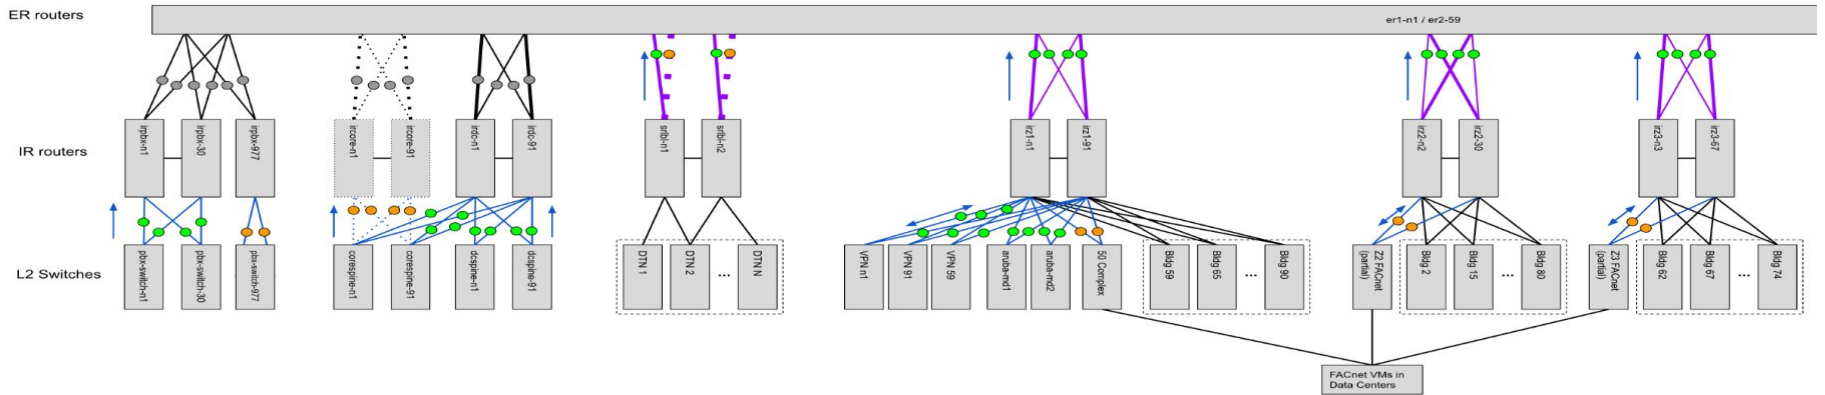 ER routers
er1-n1 / er2-59
IR routers
irpbx-n1
irpbx-30
irpbx-977
ircore-n1
ircore-91
irdc-n1
irdc-91
srlbl-n1
srlbl-n2
irz1-n1
irz1-91
irz2-n2
irz2-30
irz3-n3
irz3-67
L2 Switches
pbx-switch-n1
pbx-switch-30
pbx-switch-977
corespine-n1
corespine-91
dcspine-n1
dcspine-91
DTN 1
DTN 2
...
DTN N
VPN n1
VPN 91
VPN 59
aruba-md1
aruba-md2
50 Complex
Bldg 59
Bldg 65
...
Bldg 90
Z2 FACnet
(partial)
Bldg 2
Bldg 15
...
Bldg 80
Z3 FACnet
(partial)
Bldg 62
Bldg 67
...
Bldg 74
FACnet VMs in
Data Centers